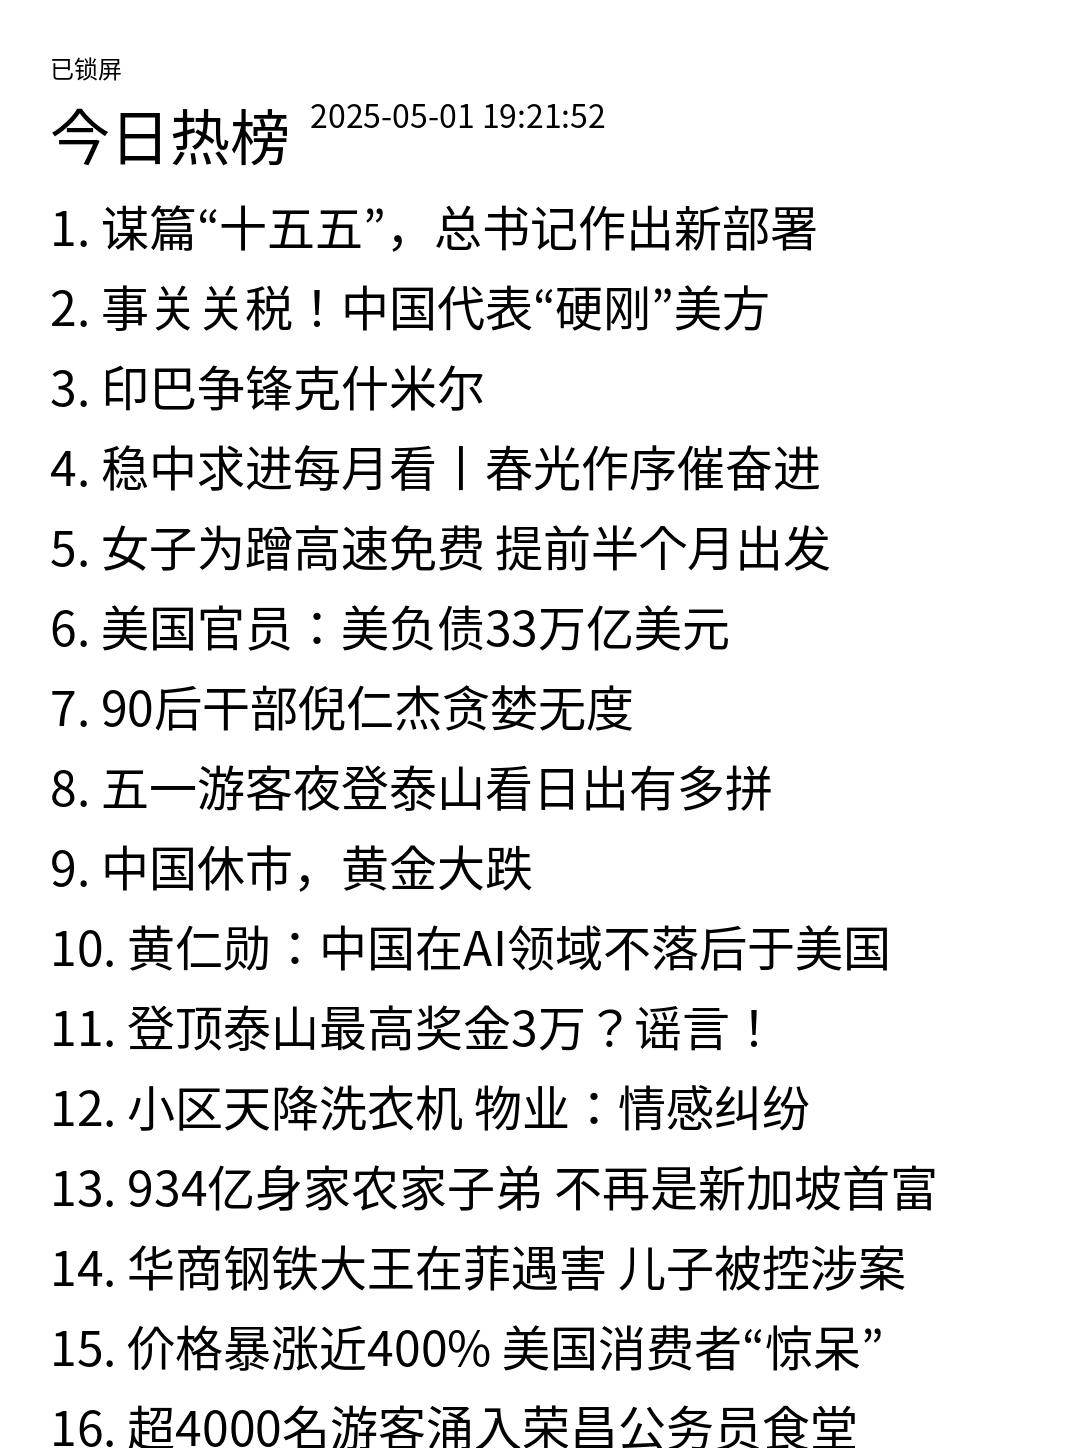 已锁屏
今日热榜 2025-05-01 19:21:52
1. 谋篇“十五五”，总书记作出新部署
2. 事关关税！中国代表“硬刚”美方
3. 印巴争锋克什米尔
4. 稳中求进每月看丨春光作序催奋进
5. 女子为蹭高速免费 提前半个月出发
6. 美国官员：美负债33万亿美元
7. 90后干部倪仁杰贪婪无度
8. 五一游客夜登泰山看日出有多拼
9. 中国休市，黄金大跌
10. 黄仁勋：中国在AI领域不落后于美国
11. 登顶泰山最高奖金3万？谣言！
12. 小区天降洗衣机 物业：情感纠纷
13. 934亿身家农家子弟 不再是新加坡首富
14. 华商钢铁大王在菲遇害 儿子被控涉案
15. 价格暴涨近400% 美国消费者“惊呆”
16. 超4000名游客涌入荣昌公务员食堂